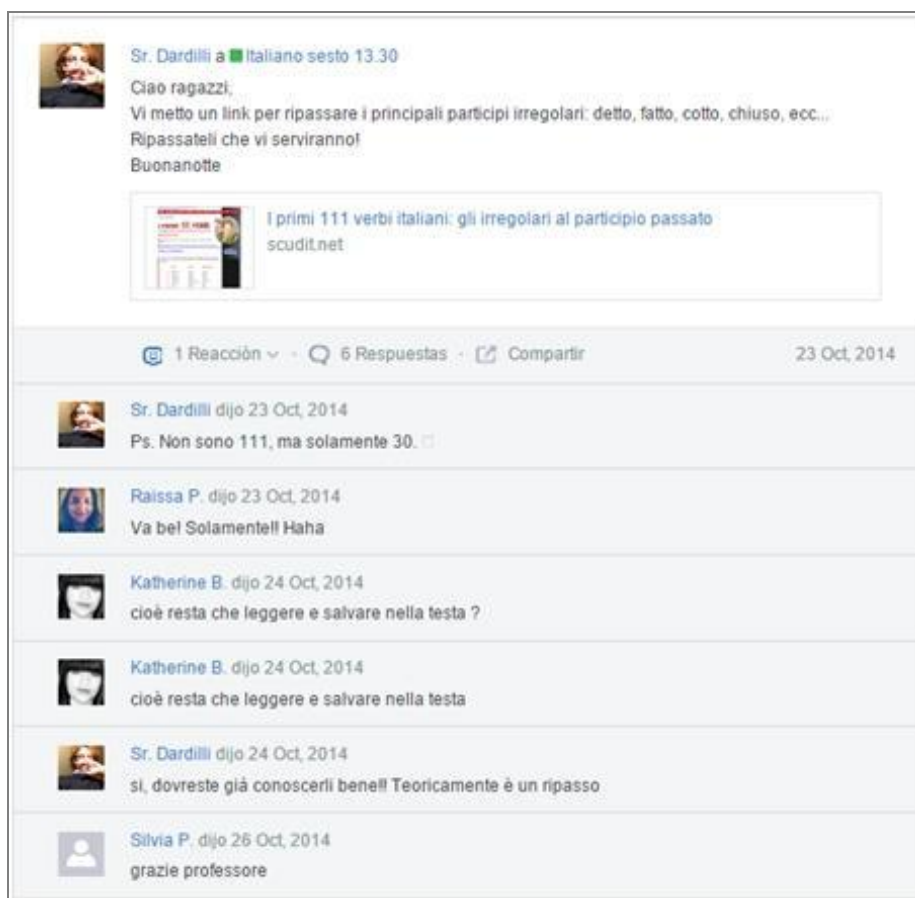 Sr. Dardilli a Italiano sesto 13.30
Ciao ragazzi,
Vi metto un link per ripassare i principali participi irregolari: detto, fatto, cotto, chiuso, ecc...
Ripassateli che vi serviranno!
Buonanotte
I primi 111 verbi italiani: gli irregolari al participio passato
scudit.net
1 Reacción · 6 Respuestas · Compartir 23 Oct, 2014
Sr. Dardilli dijo 23 Oct, 2014
Ps. Non sono 111, ma solamente 30.
Raissa P. dijo 23 Oct, 2014
Va be! Solamente!! Haha
Katherine B. dijo 24 Oct, 2014
cioè resta che leggere e salvare nella testa ?
Katherine B. dijo 24 Oct, 2014
cioè resta che leggere e salvare nella testa
Sr. Dardilli dijo 24 Oct, 2014
si, dovreste giá conoscerli bene!! Teoricamente è un ripasso
Silvia P. dijo 26 Oct, 2014
grazie professore